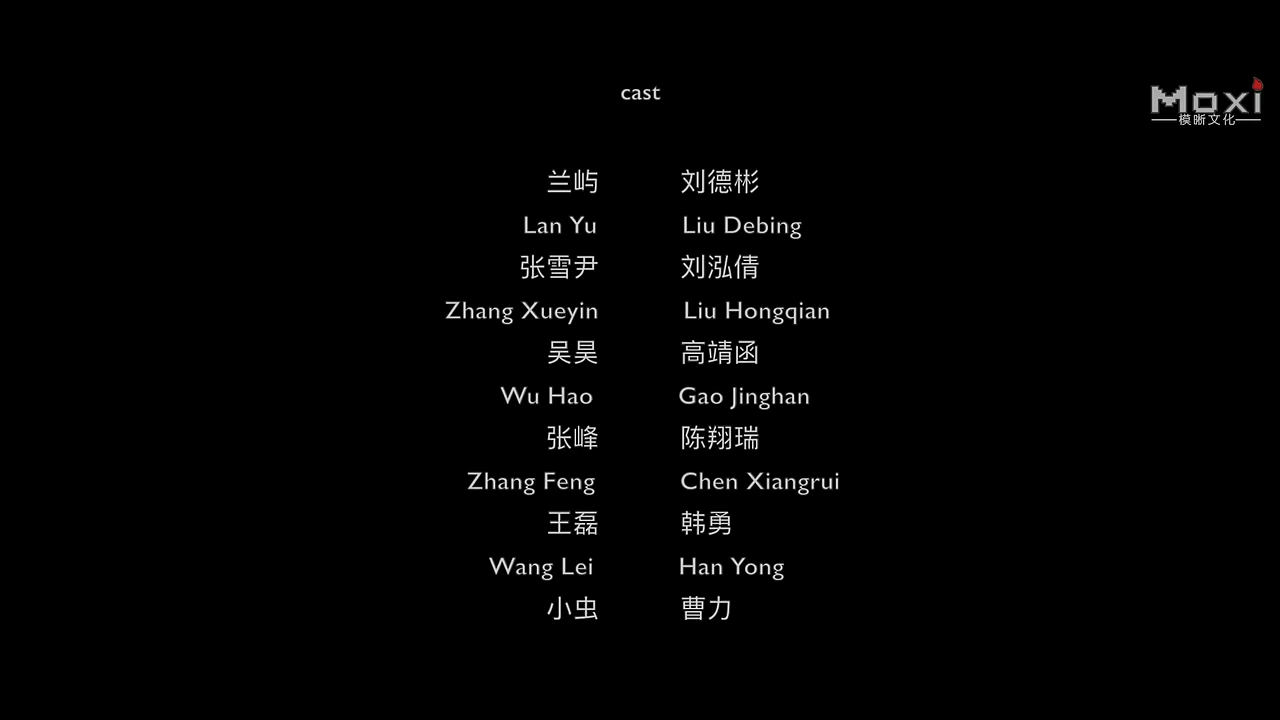 cast
Moxi
模晰文化
兰屿 刘德彬
Lan Yu Liu Debing
张雪尹 刘泓倩
Zhang Xueyin Liu Hongqian
吴昊 高靖函
Wu Hao Gao Jinghan
张峰 陈翔瑞
Zhang Feng Chen Xiangrui
王磊 韩勇
Wang Lei Han Yong
小虫 曹力